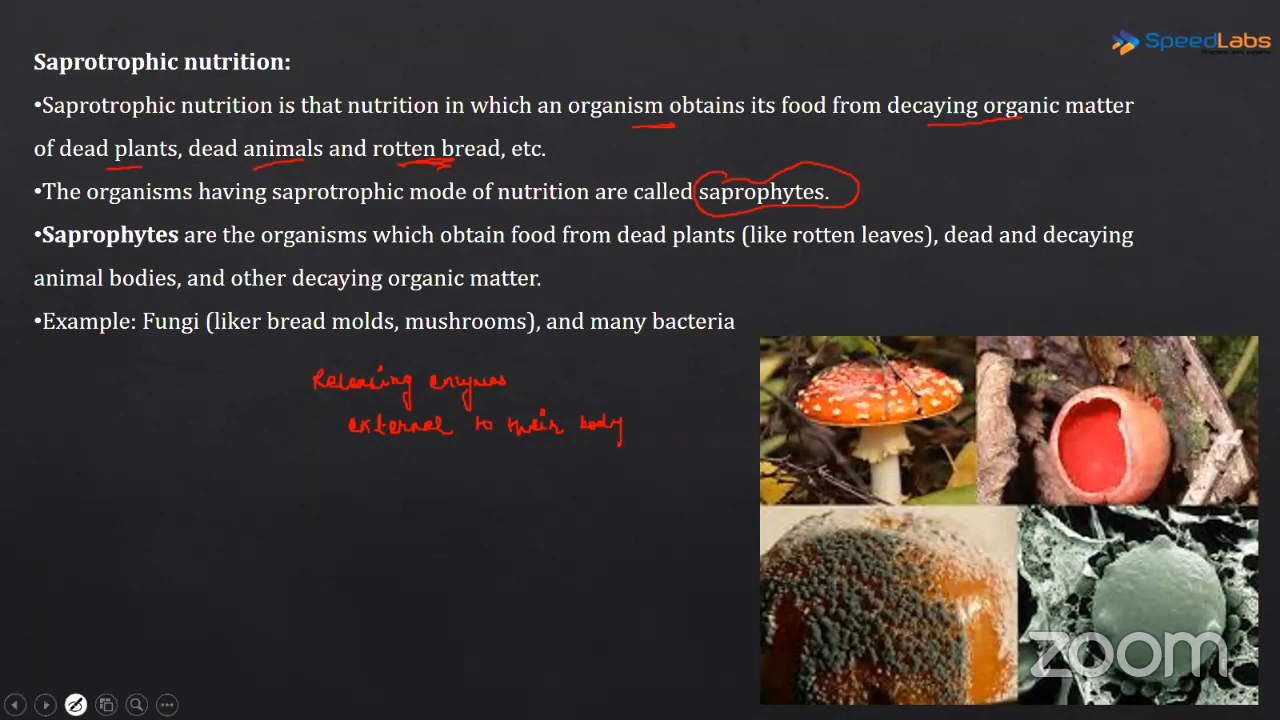 SpeedLabs
Saprotrophic nutrition:
•Saprotrophic nutrition is that nutrition in which an organism obtains its food from decaying organic matter
of dead plants, dead animals and rotten bread, etc.
•The organisms having saprotrophic mode of nutrition are called saprophytes.
•Saprophytes are the organisms which obtain food from dead plants (like rotten leaves), dead and decaying
animal bodies, and other decaying organic matter.
•Example: Fungi (liker bread molds, mushrooms), and many bacteria
Releasing enzymes
external to their body
zoom